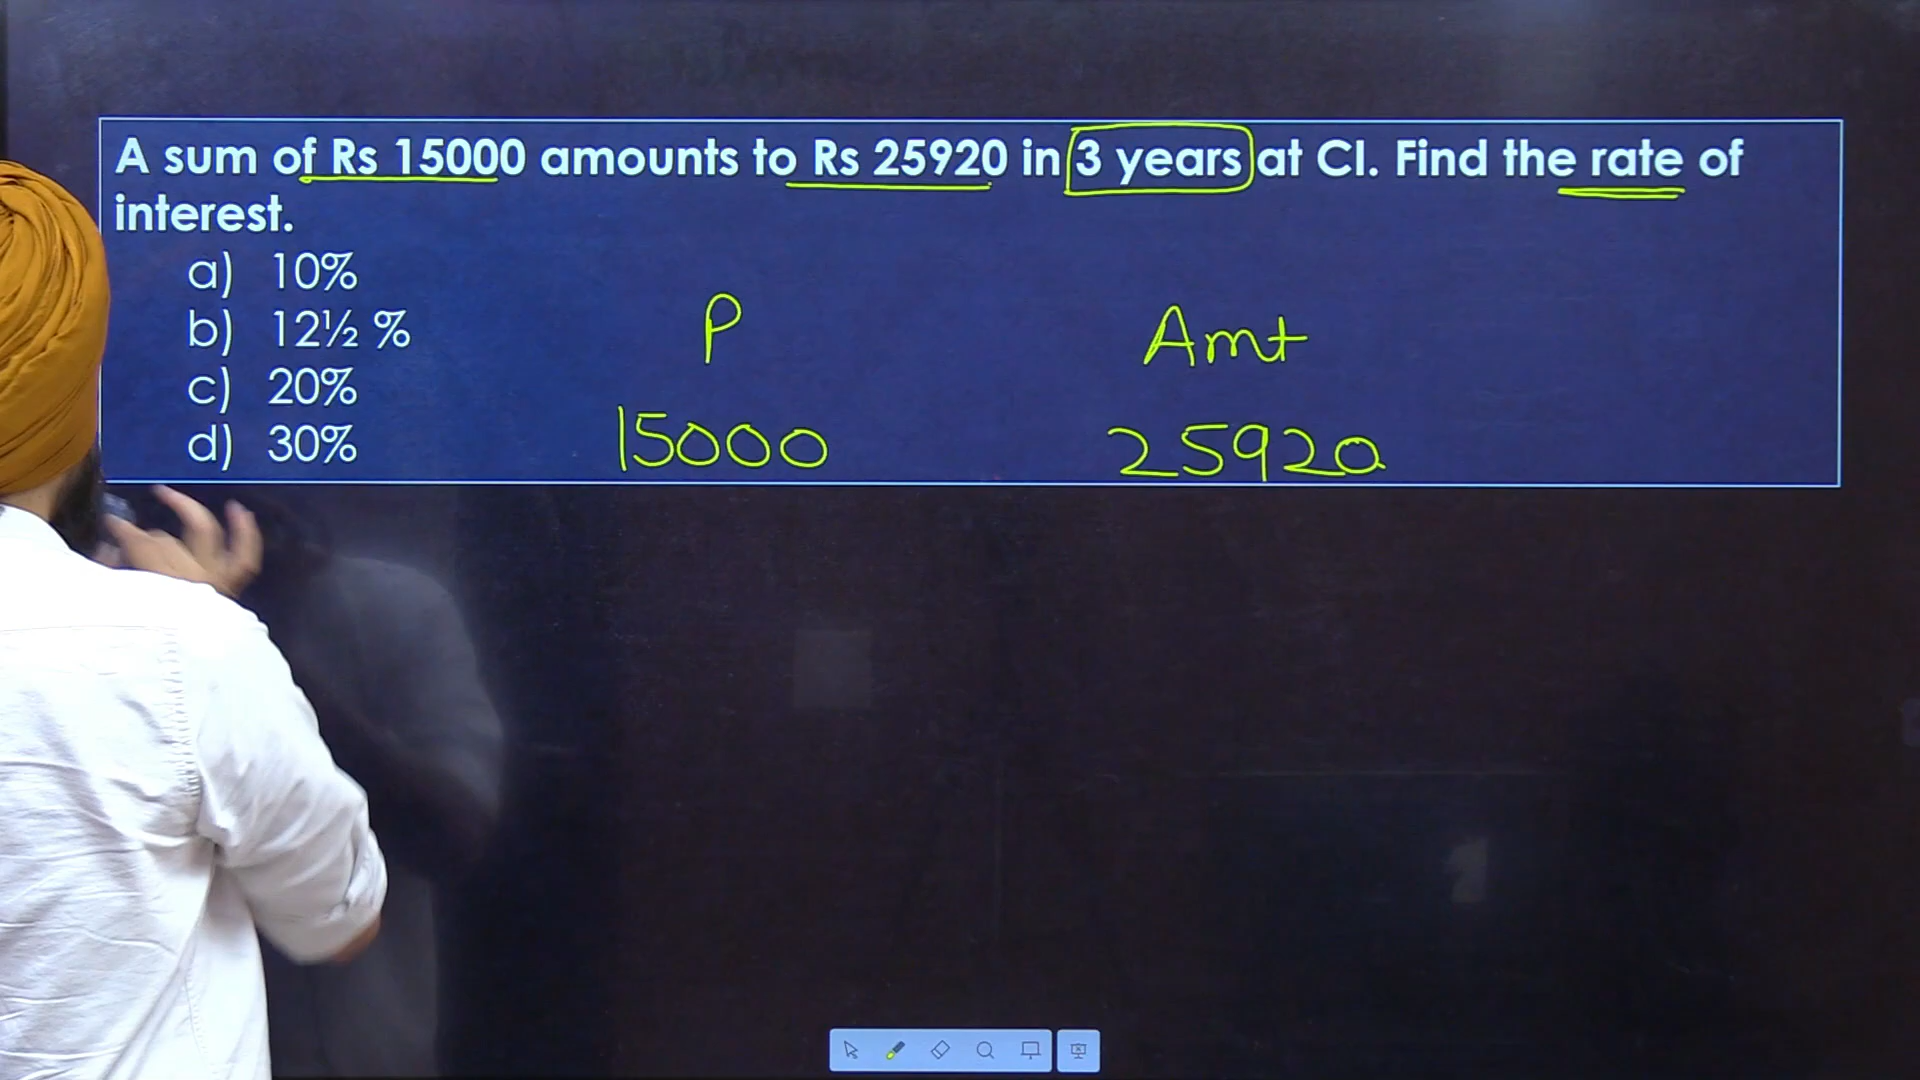 A sum of Rs 15000 amounts to Rs 25920 in 3 years at CI. Find the rate of
interest.
a) 10%
b) 12½ %
c) 20%
d) 30%
P Amt
15000 25920